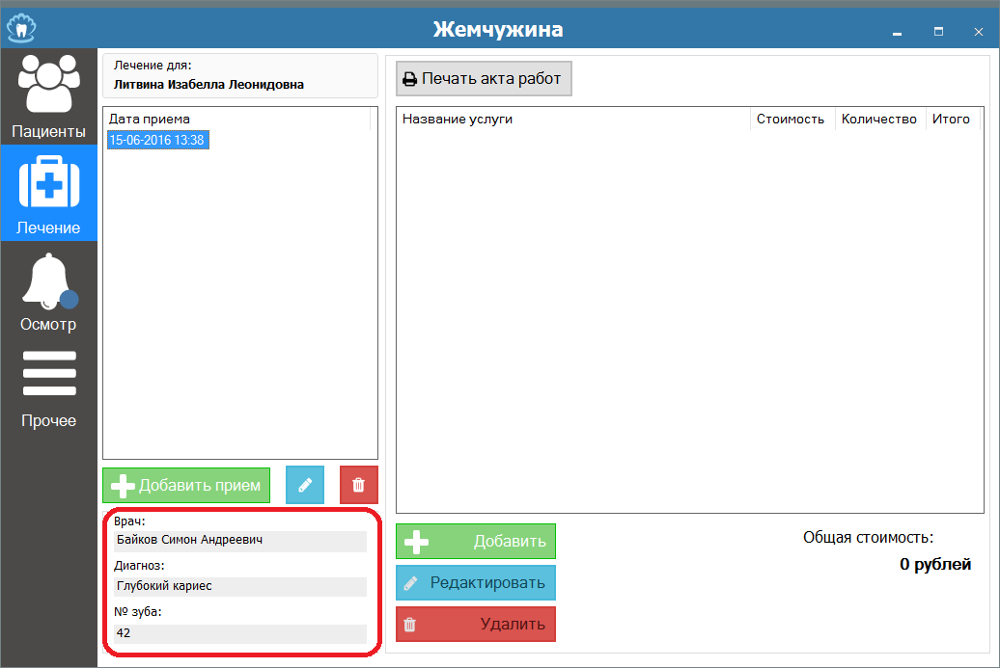 Жемчужина
Пациенты
Лечение
Осмотр
Прочее
Лечение для:
Литвина Изабелла Леонидовна
Дата приема
15-06-2016 13:38
Добавить прием
Врач:
Байков Симон Андреевич
Диагноз:
Глубокий кариес
№ зуба:
42
Печать акта работ
Название услуги Стоимость Количество Итого
Добавить
Редактировать
Удалить
Общая стоимость:
0 рублей